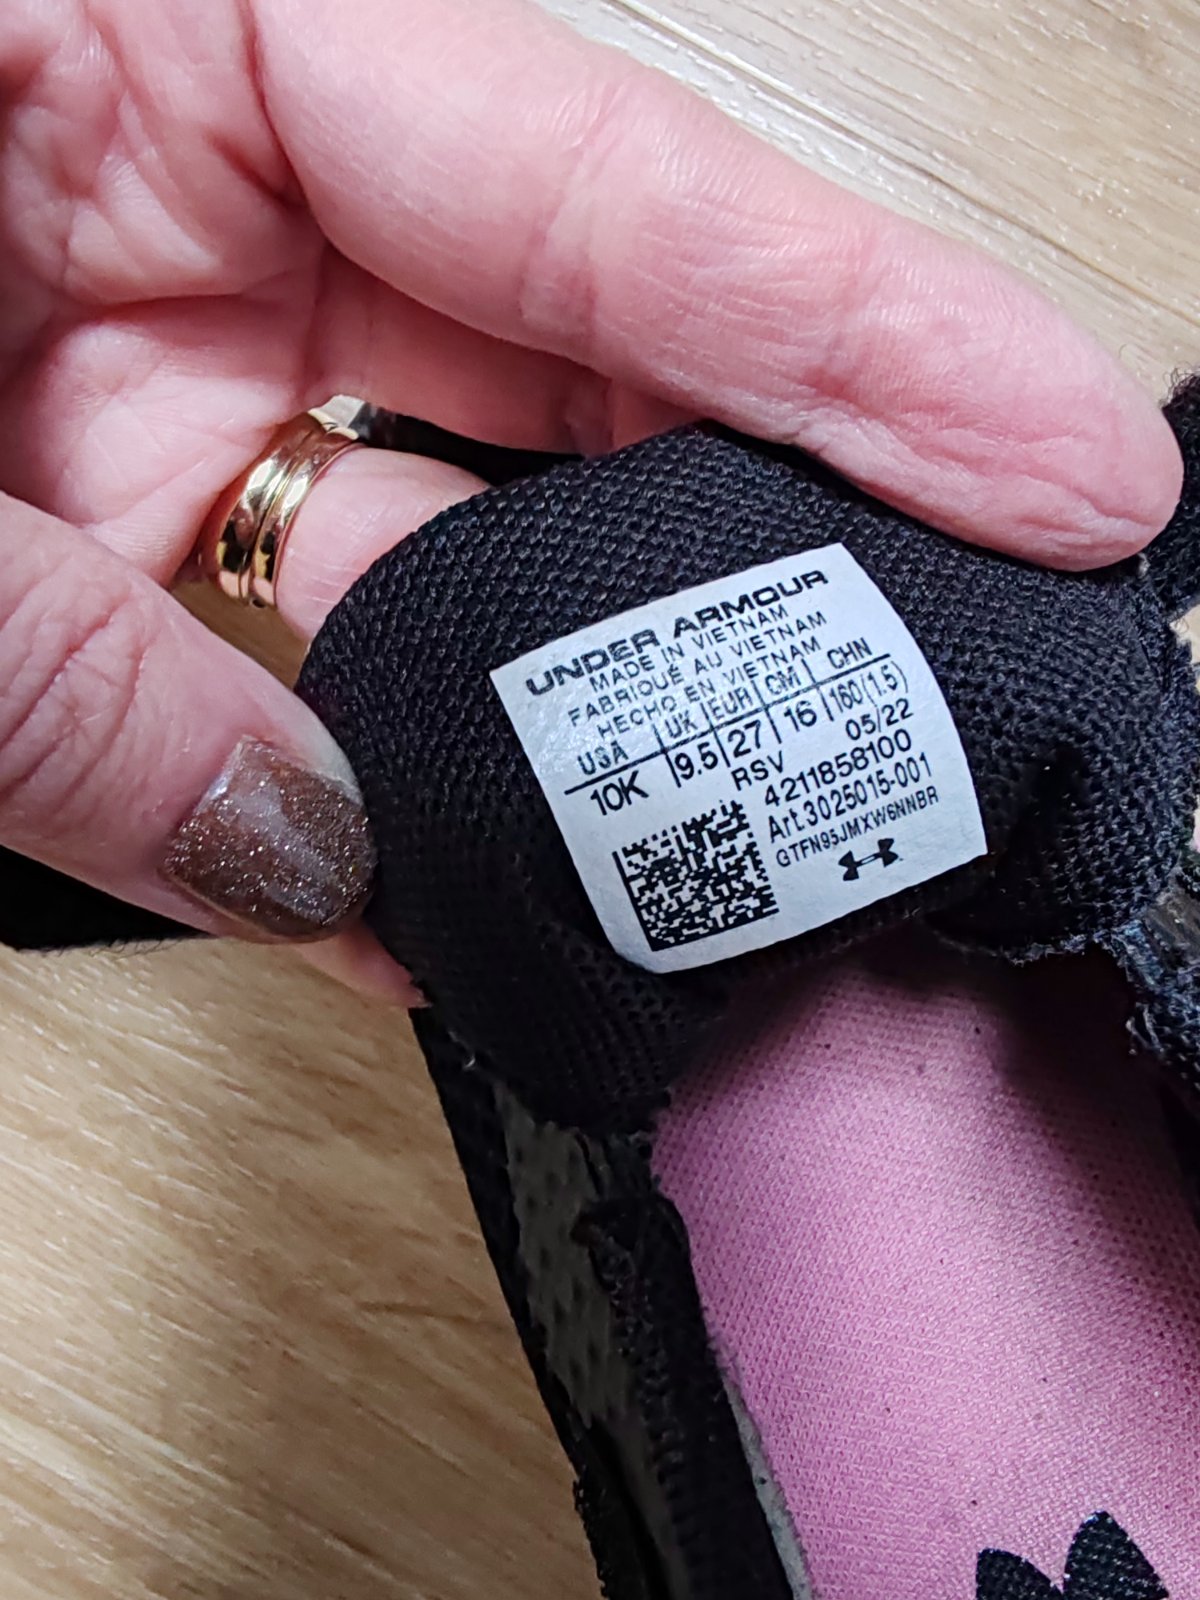 UNDER ARMOUR
MADE IN VIETNAM
FABRIQUÉ AU VIETNAM
HECHO EN VIETNAM
USA UK EUR CM CHN
10K 9.5 27 16 160(1.5)
RSV 05/22
4211858100
Art.3025015-001
GTFN95JMXW6NNBR